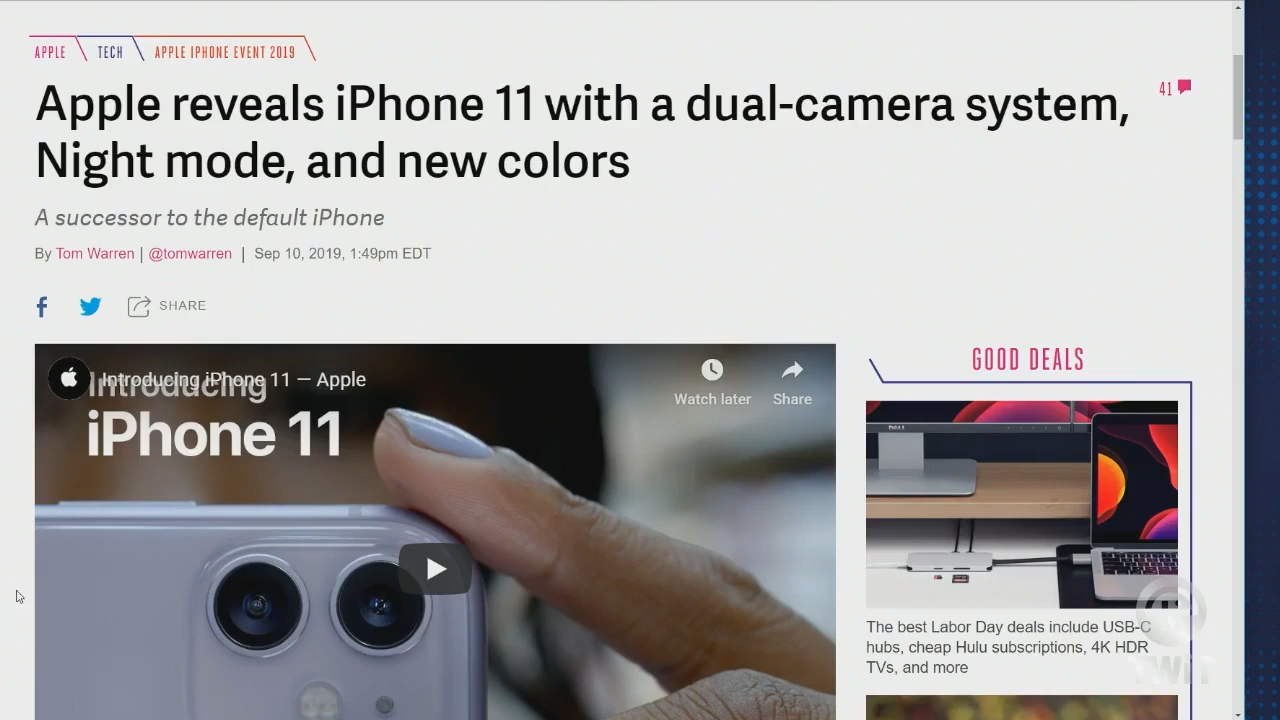 APPLE
TECH
APPLE IPHONE EVENT 2019
Apple reveals iPhone 11 with a dual-camera system,
Night mode, and new colors
41
A successor to the default iPhone
By Tom Warren | @tomwarren | Sep 10, 2019, 1:49pm EDT
SHARE
Introducing iPhone 11 – Apple
Introducing
iPhone 11
Watch later
Share
GOOD DEALS
DELL
The best Labor Day deals include USB-C
hubs, cheap Hulu subscriptions, 4K HDR
TVs, and more
TWiT